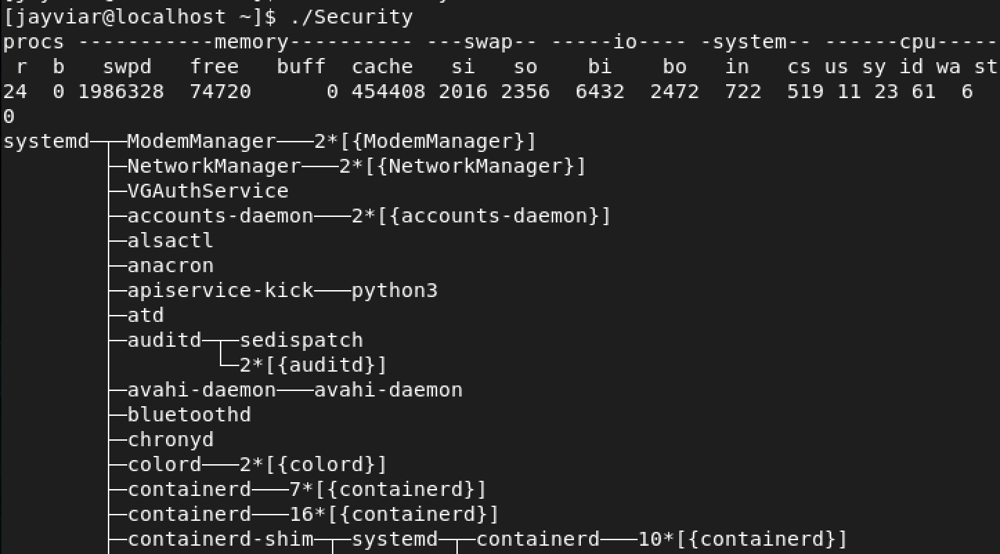 [jayviar@localhost ~]$ ./Security
procs -----------memory---------- ---swap-- -----io---- -system-- ------cpu-----
 r  b   swpd   free   buff  cache   si   so    bi    bo   in   cs us sy id wa st
24  0 1986328  74720      0 454408 2016 2356  6432  2472  722  519 11 23 61  6
0
systemd─┬─ModemManager───2*[{ModemManager}]
        ├─NetworkManager───2*[{NetworkManager}]
        ├─VGAuthService
        ├─accounts-daemon───2*[{accounts-daemon}]
        ├─alsactl
        ├─anacron
        ├─apiservice-kick───python3
        ├─atd
        ├─auditd─┬─sedispatch
        │        └─2*[{auditd}]
        ├─avahi-daemon───avahi-daemon
        ├─bluetoothd
        ├─chronyd
        ├─colord───2*[{colord}]
        ├─containerd───7*[{containerd}]
        ├─containerd───16*[{containerd}]
        ├─containerd-shim─┬─systemd─┬─containerd───10*[{containerd}]